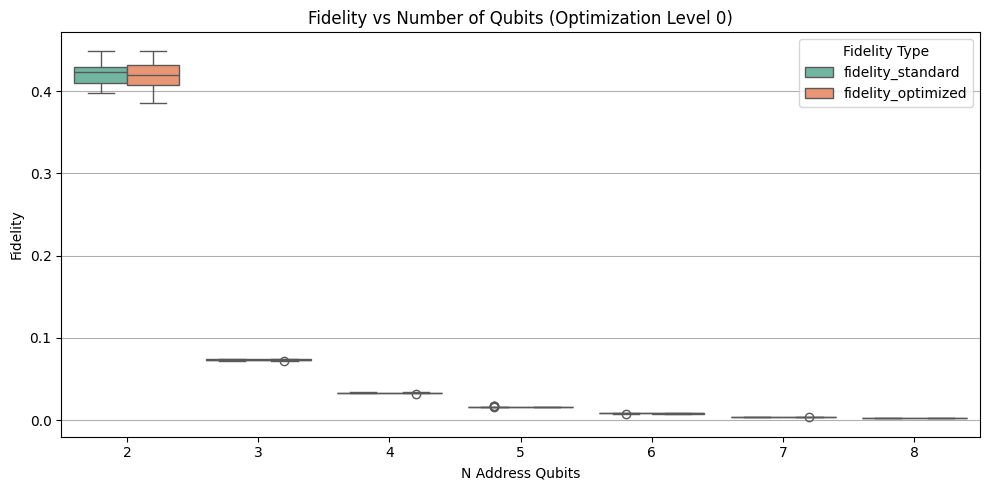 Fidelity vs Number of Qubits (Optimization Level 0)
Fidelity Type
fidelity_standard
fidelity_optimized
Fidelity
0.4
0.3
0.2
0.1
0.0
2 3 4 5 6 7 8
N Address Qubits